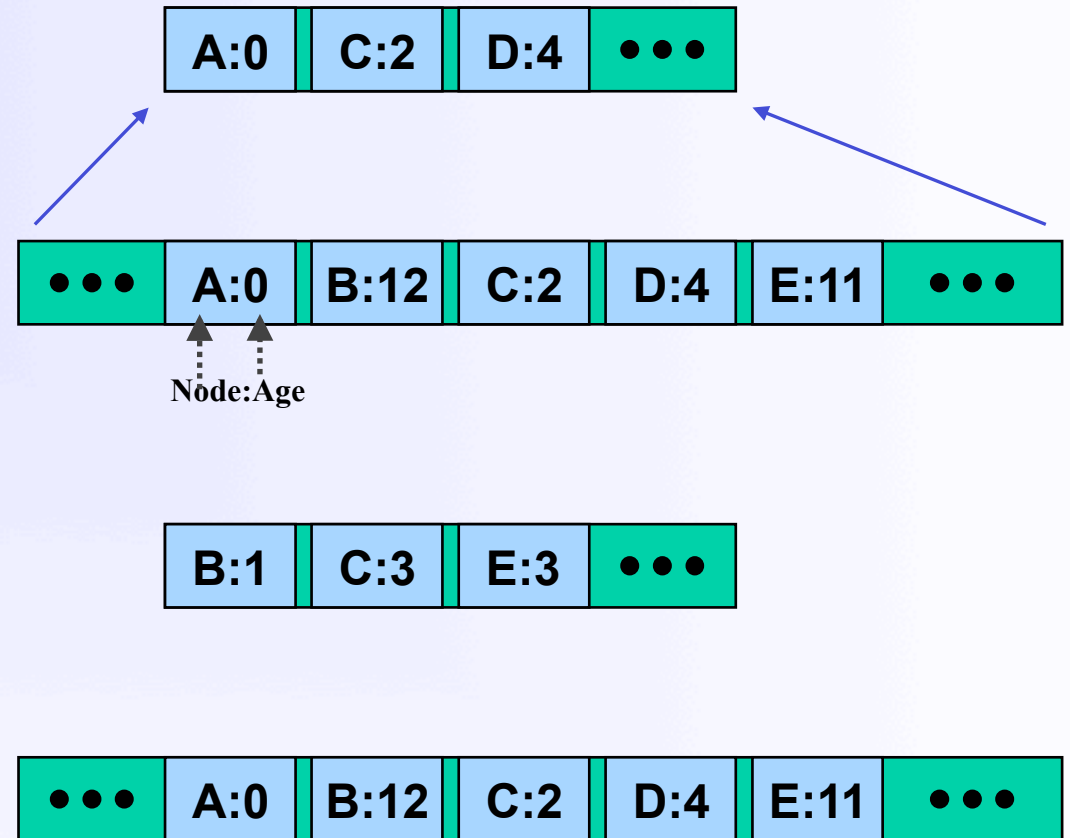 A:0 C:2 D:4 •••
••• A:0 B:12 C:2 D:4 E:11 •••
Node:Age
B:1 C:3 E:3 •••
••• A:0 B:12 C:2 D:4 E:11 •••